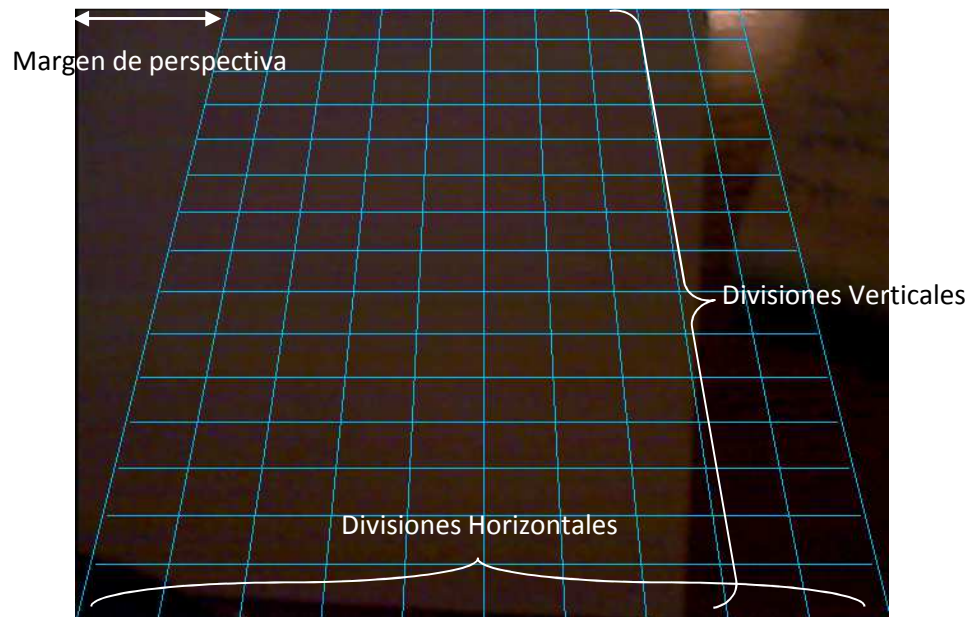 Margen de perspectiva
Divisiones Verticales
Divisiones Horizontales